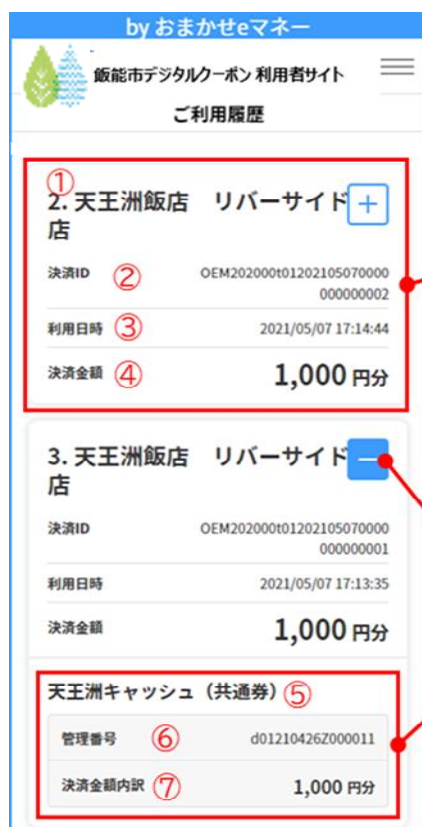 by おまかせeマネー
飯能市デジタルクーポン 利用者サイト
ご利用履歴
①
2. 天王洲飯店　リバーサイド +
店
決済ID ② OEM202000t01202105070000
000000002
利用日時 ③ 2021/05/07 17:14:44
決済金額 ④ 1,000 円分
3. 天王洲飯店　リバーサイド −
店
決済ID OEM202000t01202105070000
000000001
利用日時 2021/05/07 17:13:35
決済金額 1,000 円分
天王洲キャッシュ（共通券）⑤
管理番号 ⑥ d01210426Z000011
決済金額内訳 ⑦ 1,000 円分